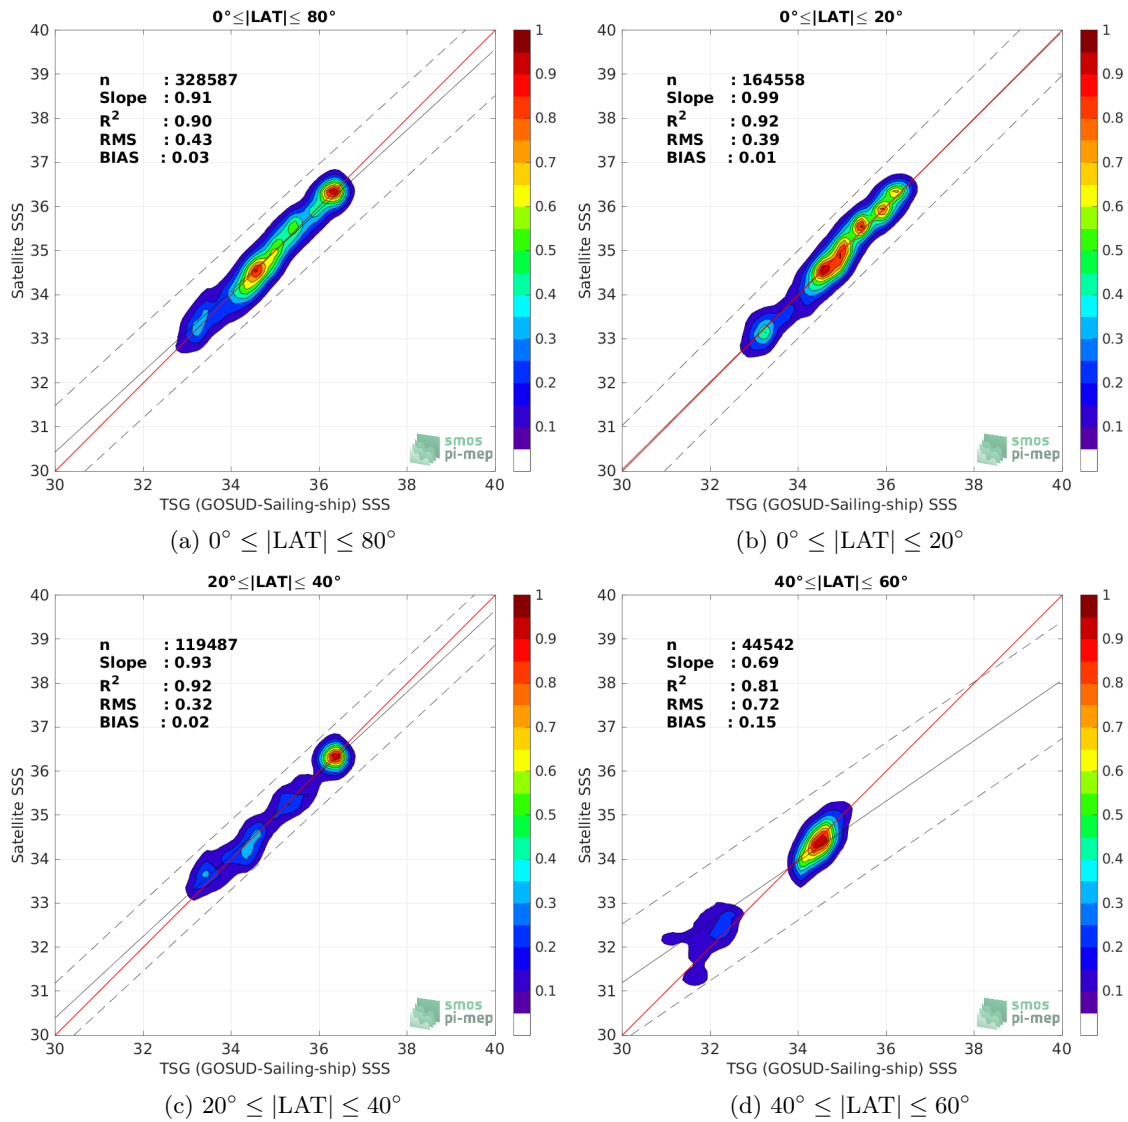 0°≤|LAT|≤ 80°
n : 328587
Slope : 0.91
R2 : 0.90
RMS : 0.43
BIAS : 0.03
40
39
38
37
36
35
34
33
32
31
30
Satellite SSS
30 32 34 36 38 40
TSG (GOSUD-Sailing-ship) SSS
1
0.9
0.8
0.7
0.6
0.5
0.4
0.3
0.2
0.1
smos
pi-mep
(a) 0° ≤ |LAT| ≤ 80°
0°≤|LAT|≤ 20°
n : 164558
Slope : 0.99
R2 : 0.92
RMS : 0.39
BIAS : 0.01
40
39
38
37
36
35
34
33
32
31
30
Satellite SSS
30 32 34 36 38 40
TSG (GOSUD-Sailing-ship) SSS
1
0.9
0.8
0.7
0.6
0.5
0.4
0.3
0.2
0.1
smos
pi-mep
(b) 0° ≤ |LAT| ≤ 20°
20°≤|LAT|≤ 40°
n : 119487
Slope : 0.93
R2 : 0.92
RMS : 0.32
BIAS : 0.02
40
39
38
37
36
35
34
33
32
31
30
Satellite SSS
30 32 34 36 38 40
TSG (GOSUD-Sailing-ship) SSS
1
0.9
0.8
0.7
0.6
0.5
0.4
0.3
0.2
0.1
smos
pi-mep
(c) 20° ≤ |LAT| ≤ 40°
40°≤|LAT|≤ 60°
n : 44542
Slope : 0.69
R2 : 0.81
RMS : 0.72
BIAS : 0.15
40
39
38
37
36
35
34
33
32
31
30
Satellite SSS
30 32 34 36 38 40
TSG (GOSUD-Sailing-ship) SSS
1
0.9
0.8
0.7
0.6
0.5
0.4
0.3
0.2
0.1
smos
pi-mep
(d) 40° ≤ |LAT| ≤ 60°